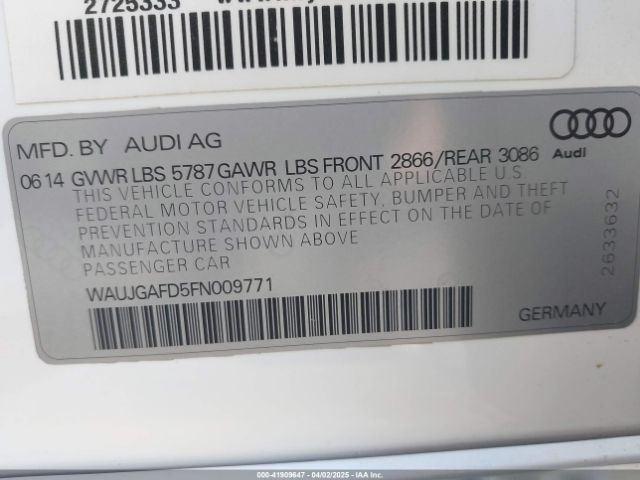 2725333
MFD. BY AUDI AG
Audi
0614 GVWR LBS 5787 GAWR LBS FRONT 2866/REAR 3086
THIS VEHICLE CONFORMS TO ALL APPLICABLE U.S
FEDERAL MOTOR VEHICLE SAFETY, BUMPER AND THEFT
PREVENTION STANDARDS IN EFFECT ON THE DATE OF
MANUFACTURE SHOWN ABOVE
PASSENGER CAR
2633632
WAUJGAFD5FN009771
GERMANY
000-41909647 | 04/02/2025 - IAA, Inc.